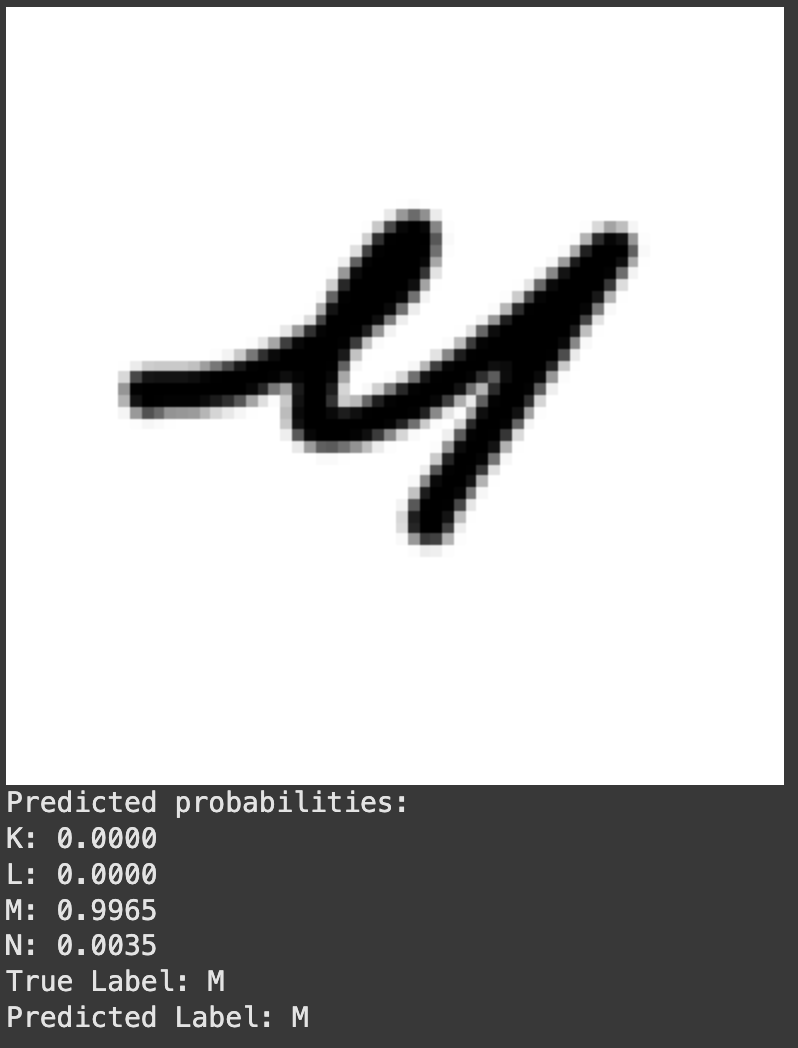 Predicted probabilities:
K: 0.0000
L: 0.0000
M: 0.9965
N: 0.0035
True Label: M
Predicted Label: M